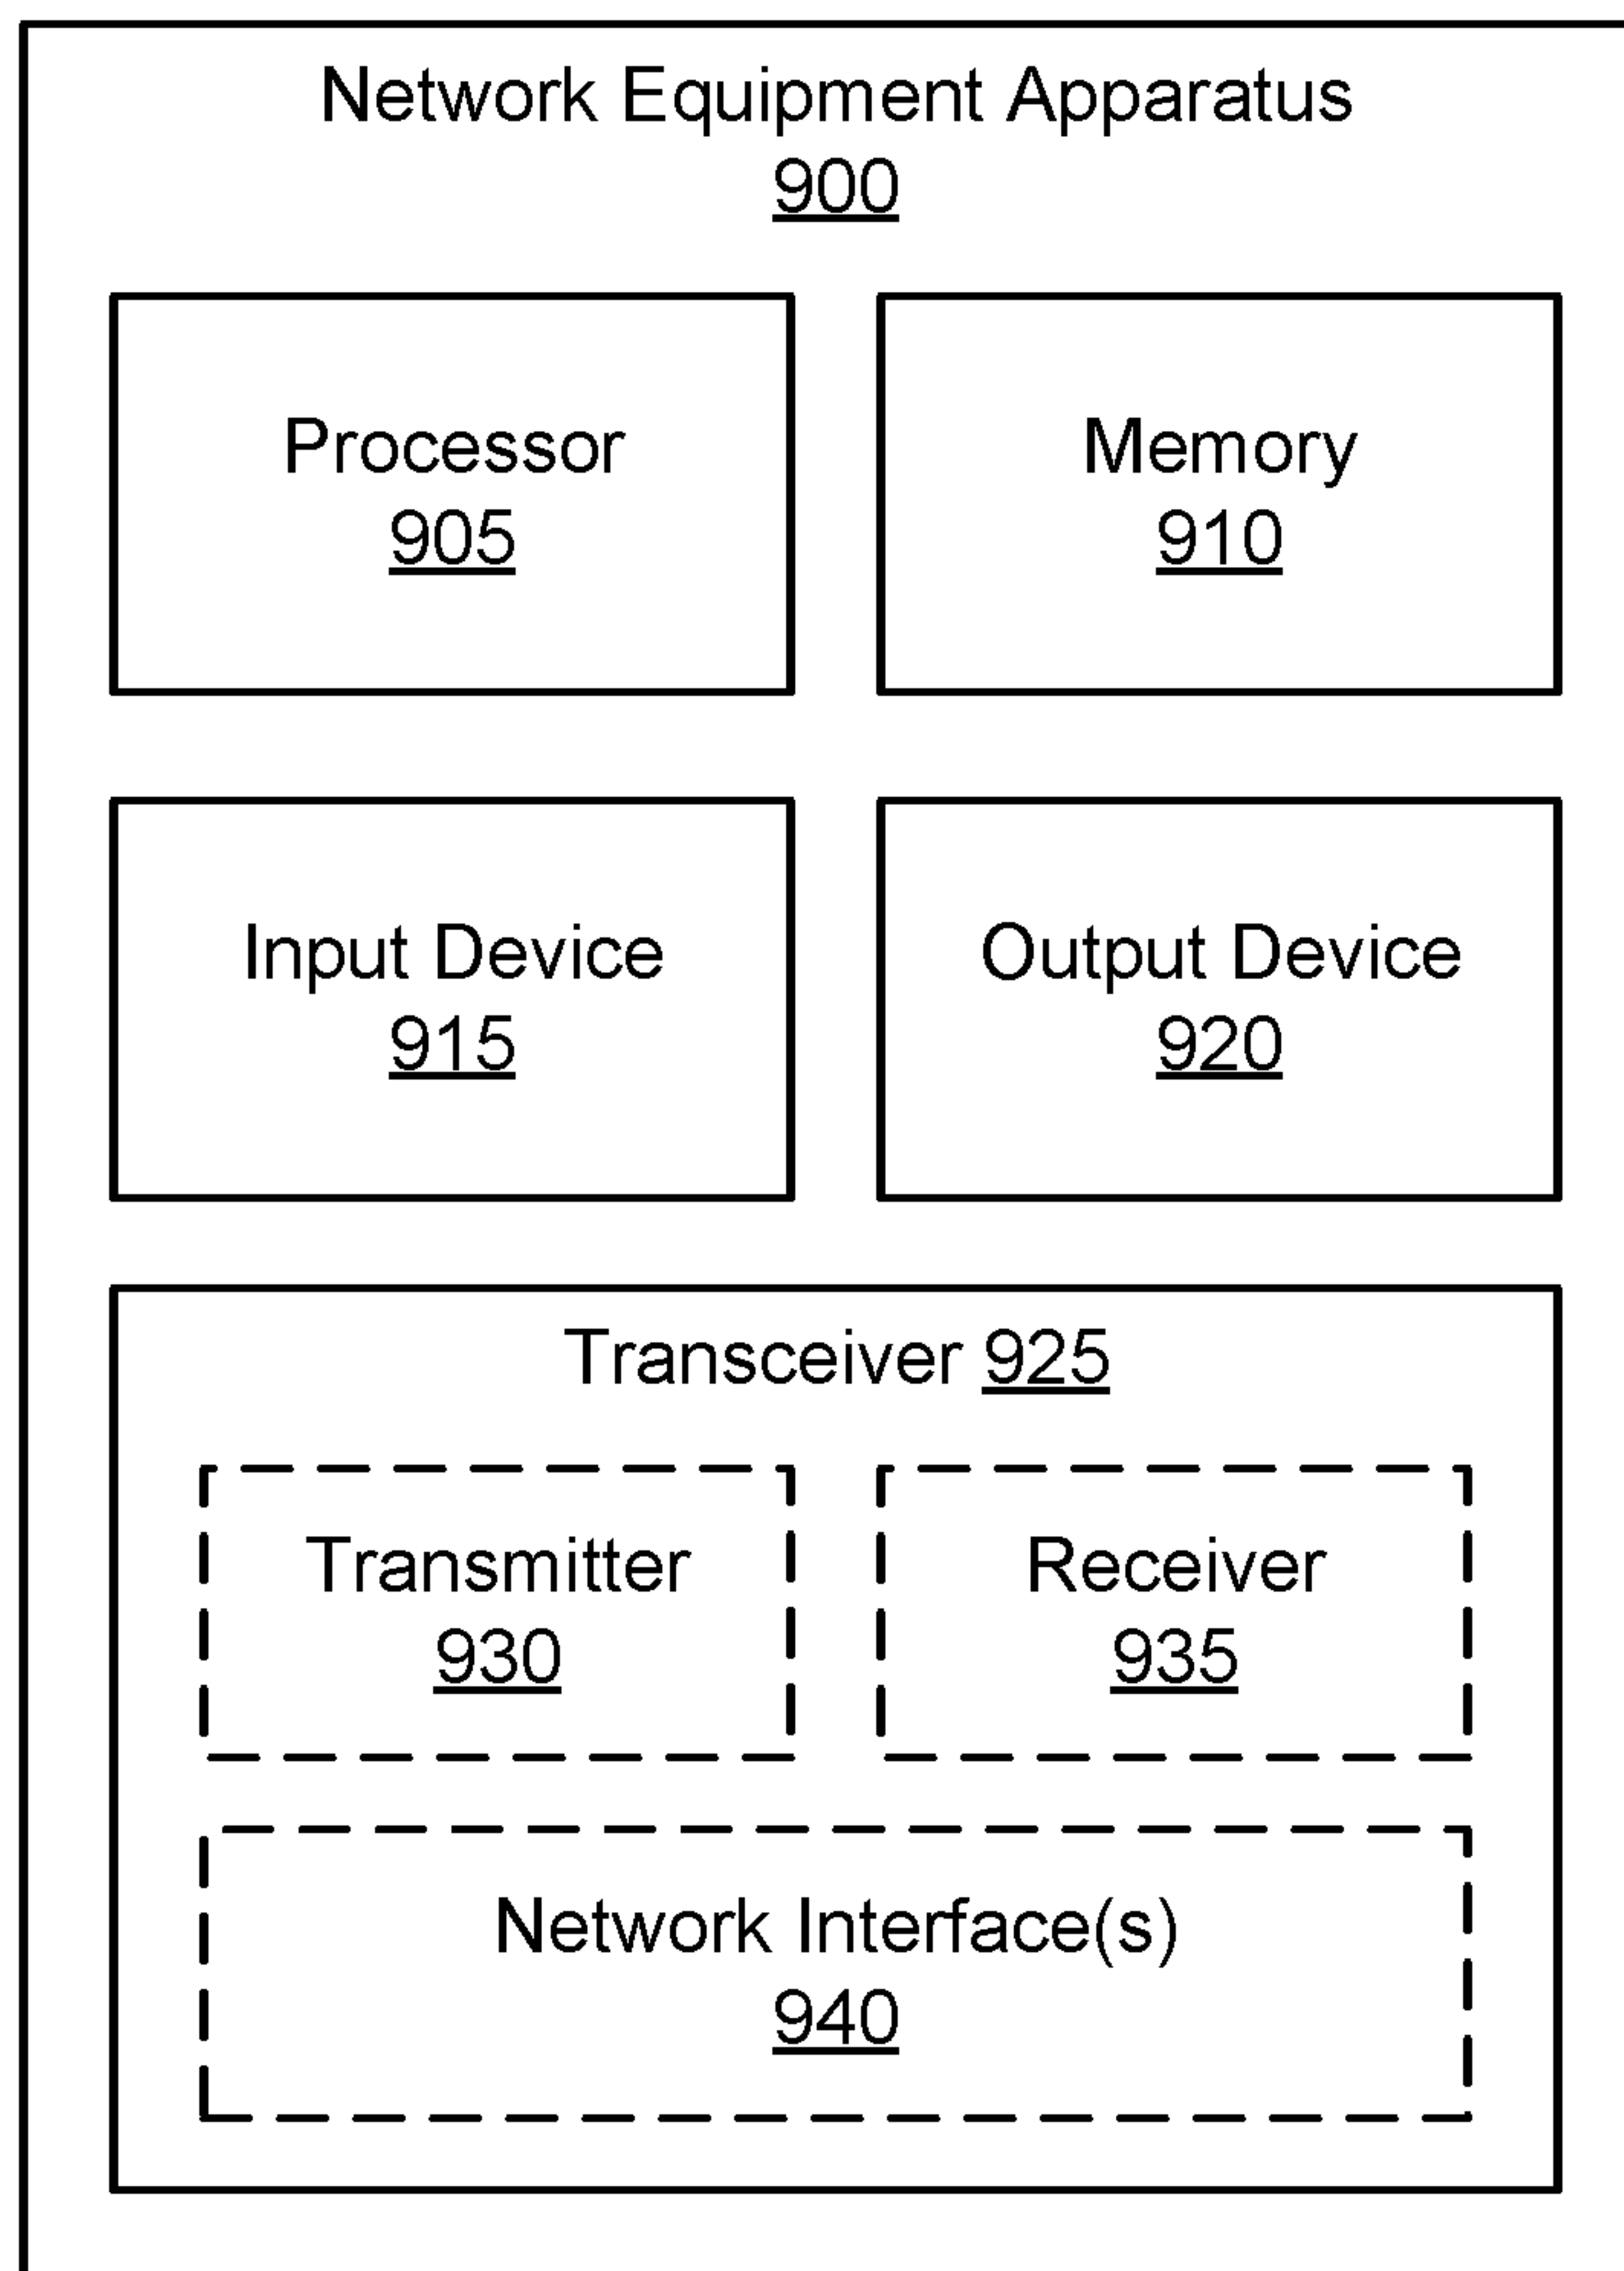 Network Equipment Apparatus
900
Processor
905
Memory
910
Input Device
915
Output Device
920
Transceiver 925
Transmitter
930
Receiver
935
Network Interface(s)
940